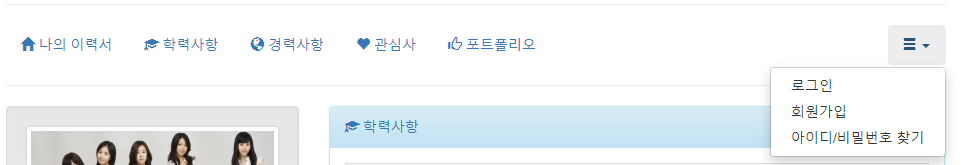 나의 이력서 학력사항 경력사항 관심사 포트폴리오
로그인
회원가입
아이디/비밀번호 찾기
학력사항